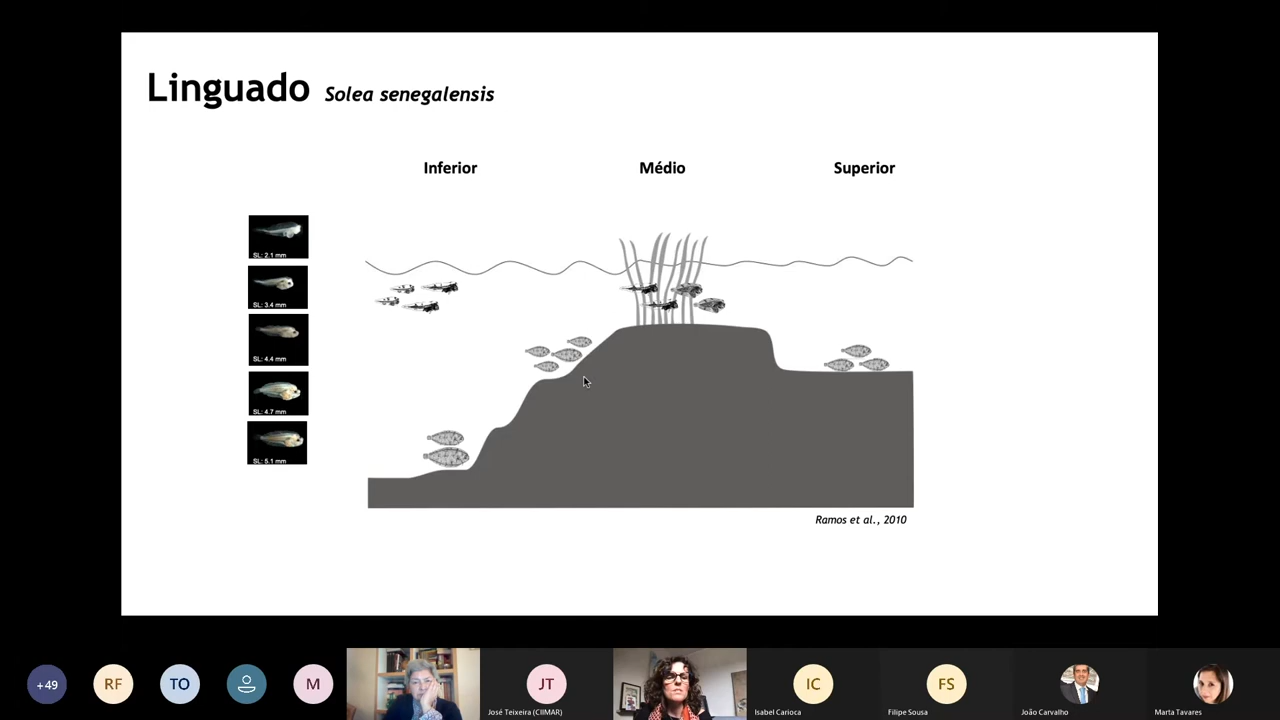 Linguado Solea senegalensis
Inferior Médio Superior
SL: 2.1 mm
SL: 3.4 mm
SL: 4.4 mm
SL: 4.7 mm
SL: 5.1 mm
Ramos et al., 2010
+49 RF TO M JT IC FS
José Teixeira (CIIMAR) Isabel Carioca Filipe Sousa João Carvalho Marta Tavares